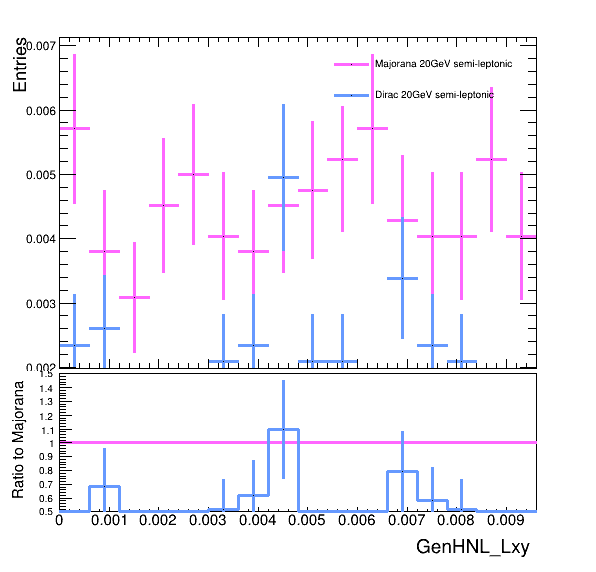 Entries
0.007
0.006
0.005
0.004
0.003
0.002
Majorana 20GeV semi-leptonic
Dirac 20GeV semi-leptonic
Ratio to Majorana
1.5
1.4
1.3
1.2
1.1
1
0.9
0.8
0.7
0.6
0.5
0 0.001 0.002 0.003 0.004 0.005 0.006 0.007 0.008 0.009
GenHNL_Lxy